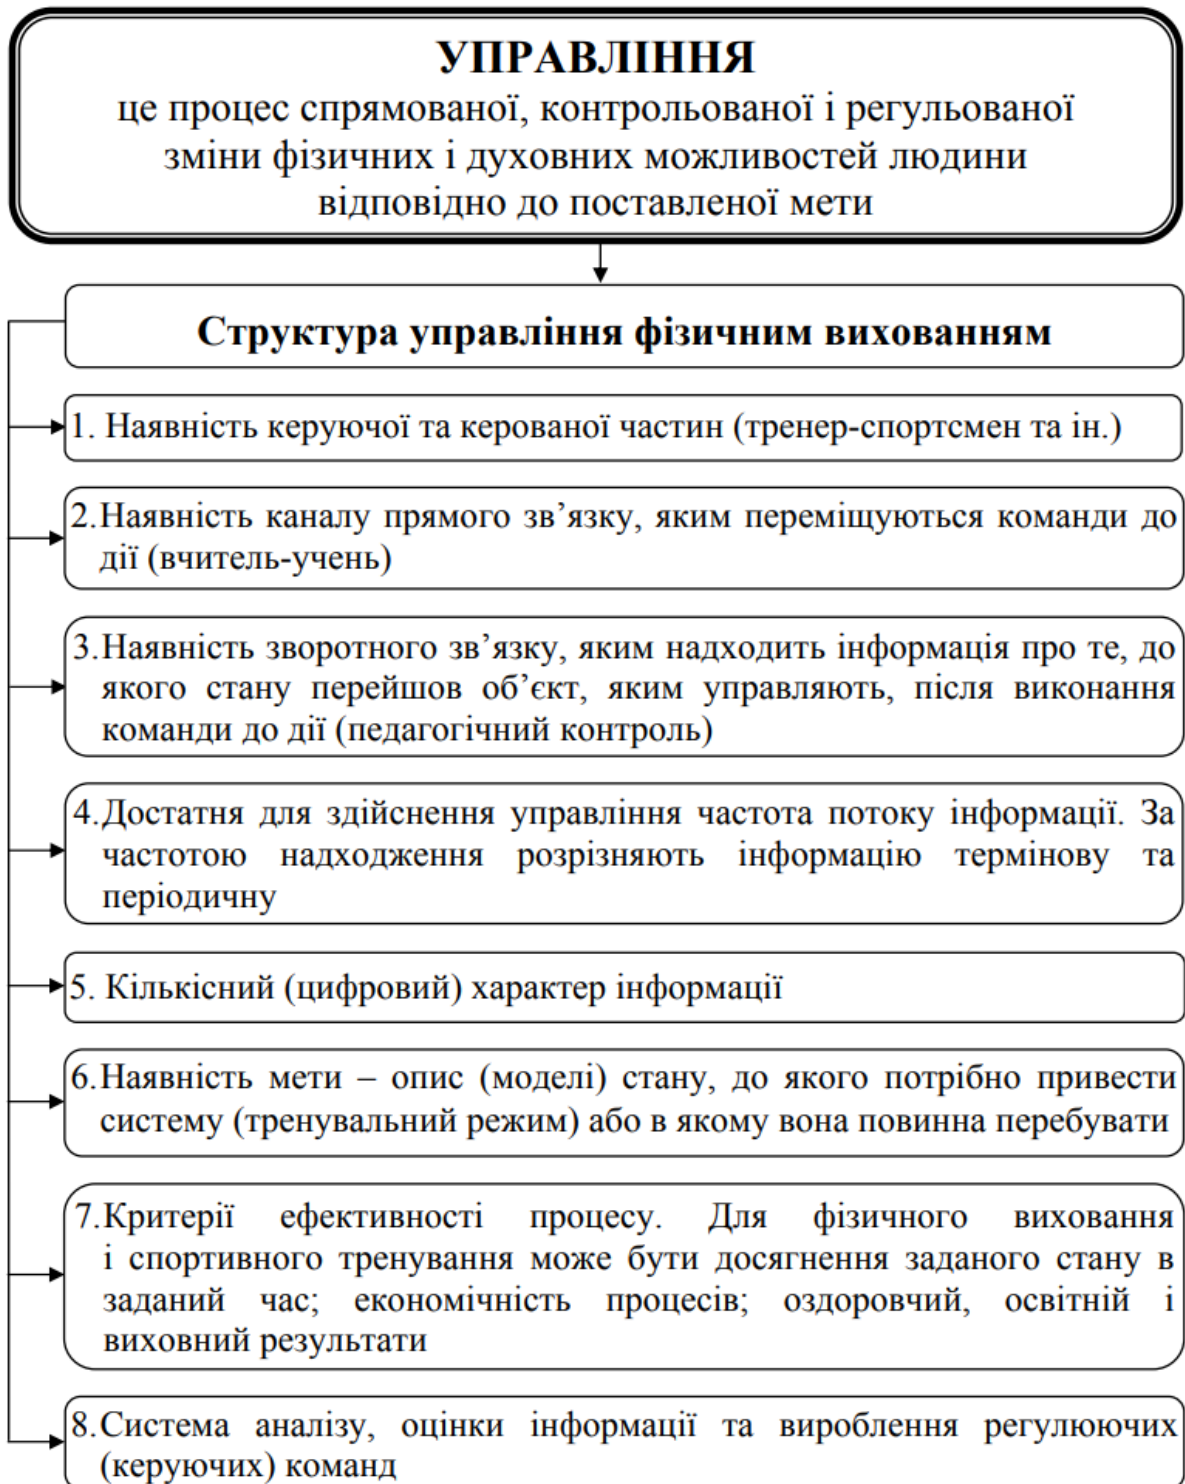 УПРАВЛІННЯ
це процес спрямованої, контрольованої і регульованої
зміни фізичних і духовних можливостей людини
відповідно до поставленої мети
Структура управління фізичним вихованням
1. Наявність керуючої та керованої частин (тренер-спортсмен та ін.)
2.Наявність каналу прямого зв’язку, яким переміщуються команди до
дії (вчитель-учень)
3.Наявність зворотного зв’язку, яким надходить інформація про те, до
якого стану перейшов об’єкт, яким управляють, після виконання
команди до дії (педагогічний контроль)
4.Достатня для здійснення управління частота потоку інформації. За
частотою надходження розрізняють інформацію термінову та
періодичну
5. Кількісний (цифровий) характер інформації
6.Наявність мети – опис (моделі) стану, до якого потрібно привести
систему (тренувальний режим) або в якому вона повинна перебувати
7.Критерії ефективності процесу. Для фізичного виховання
і спортивного тренування може бути досягнення заданого стану в
заданий час; економічність процесів; оздоровчий, освітній і
виховний результати
8.Система аналізу, оцінки інформації та вироблення регулюючих
(керуючих) команд